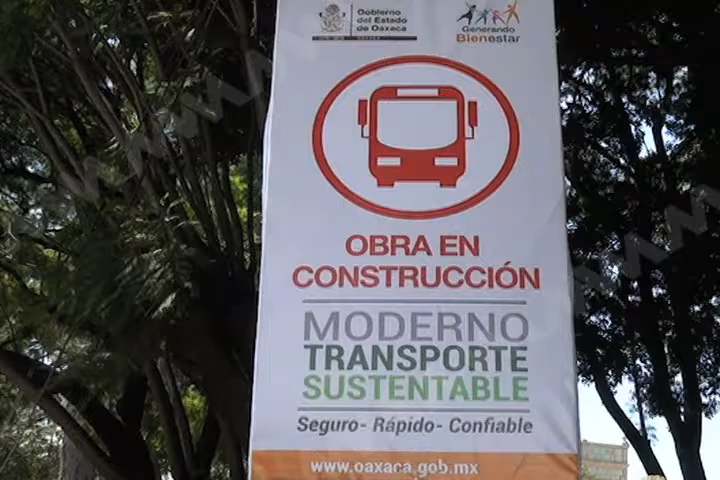 Gobierno
del Estado
de Oaxaca
Generando
Bienestar
OBRA EN
CONSTRUCCIÓN
MODERNO
TRANSPORTE
SUSTENTABLE
Seguro- Rápido- Confiable
www.oaxaca.gob.mx